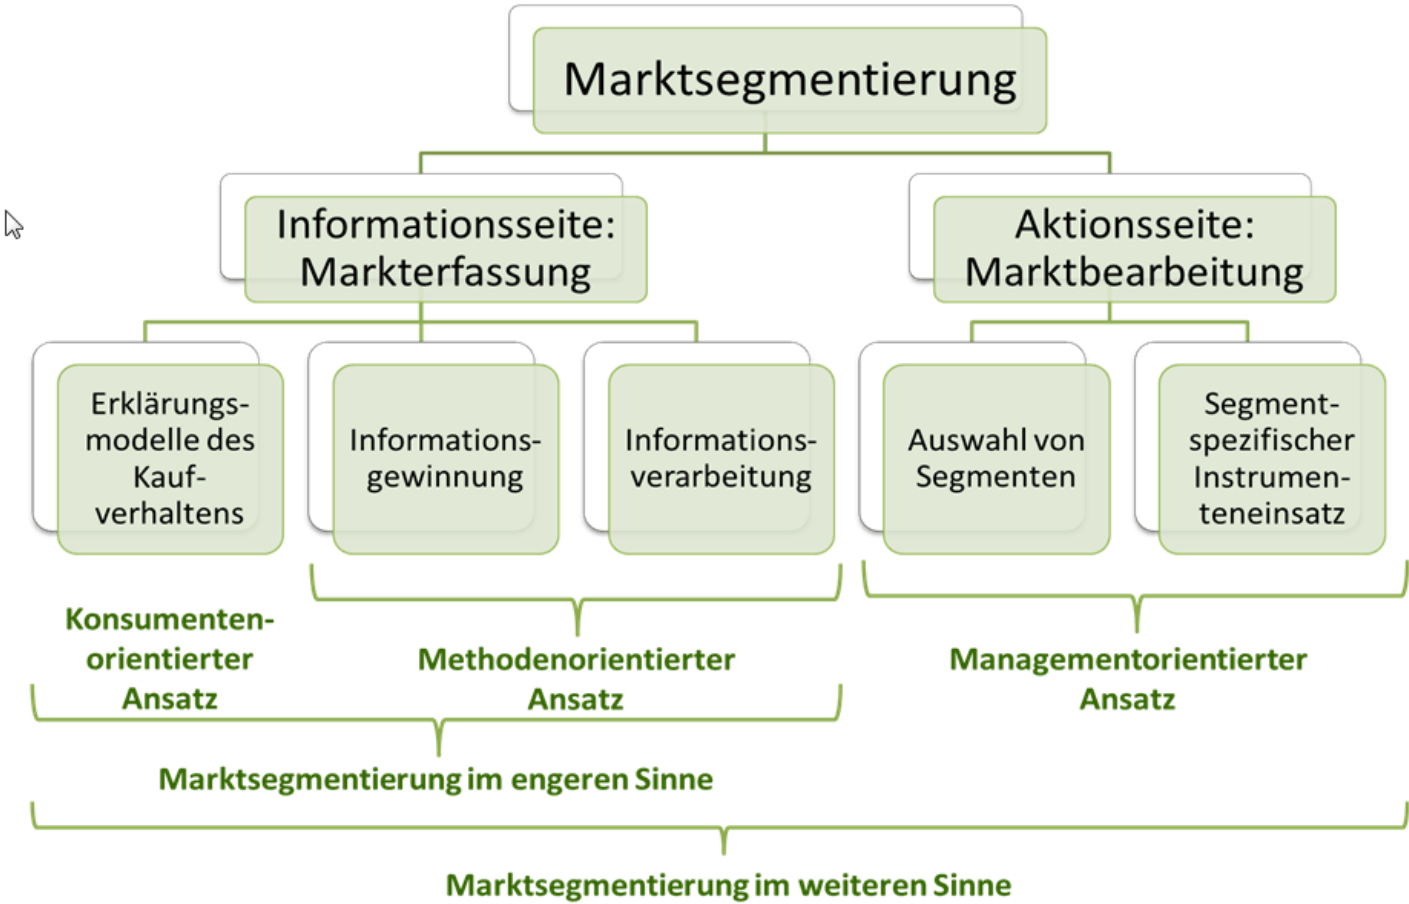 Marktsegmentierung
Informationsseite:
Markterfassung
Aktionsseite:
Marktbearbeitung
Erklärungs-
modelle des
Kauf-
verhaltens
Informations-
gewinnung
Informations-
verarbeitung
Auswahl von
Segmenten
Segment-
spezifischer
Instrumen-
teneinsatz
Konsumenten-
orientierter
Ansatz
Methodenorientierter
Ansatz
Managementorientierter
Ansatz
Marktsegmentierung im engeren Sinne
Marktsegmentierung im weiteren Sinne